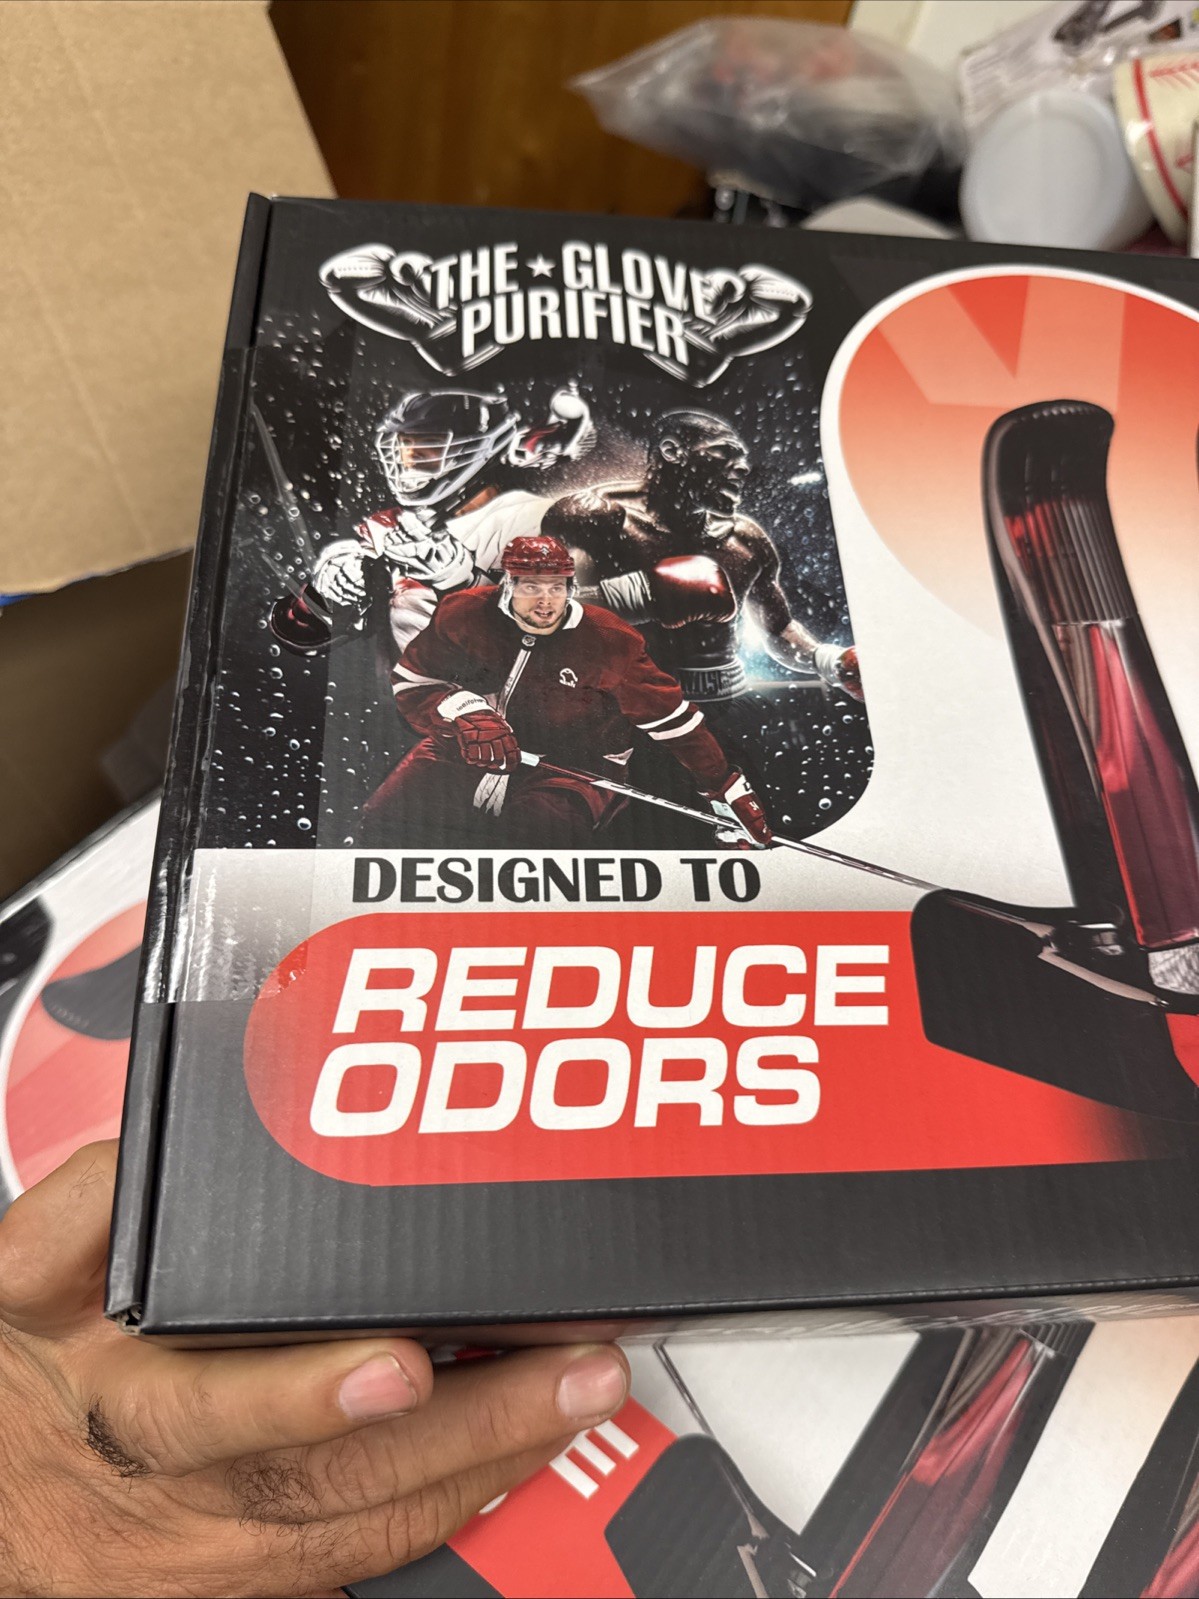 THE ★ GLOVE
PURIFIER
DESIGNED TO
REDUCE
ODORS